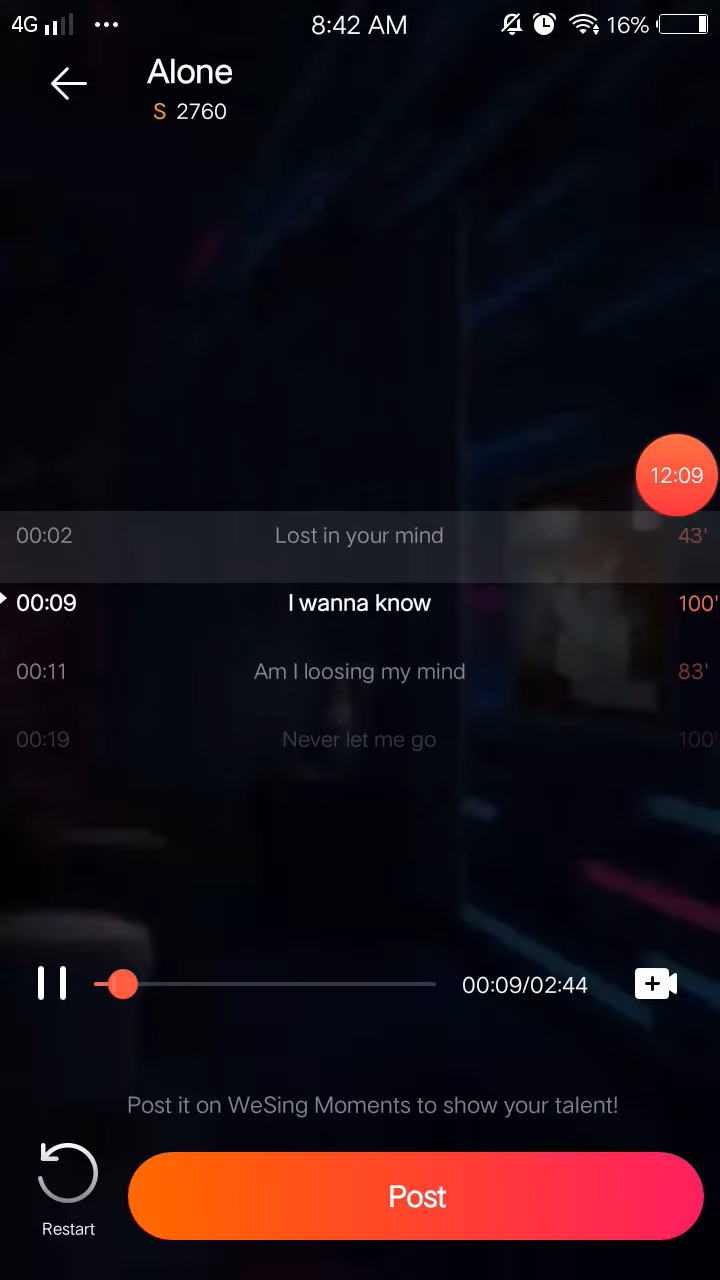 4G 8:42 AM 16%
Alone
S 2760
12:09
00:02 Lost in your mind 43'
00:09 I wanna know 100'
00:11 Am I loosing my mind 83'
00:19 Never let me go 100'
00:09/02:44
Post it on WeSing Moments to show your talent!
Post
Restart